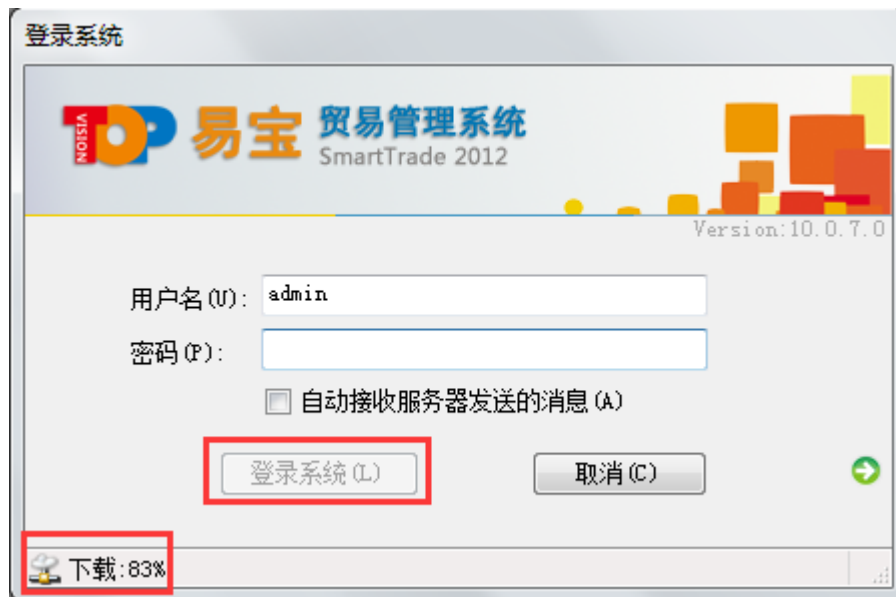 登录系统
TOP VISION 易宝 贸易管理系统
SmartTrade 2012
Version:10.0.7.0
用户名(U): admin
密码(P):
自动接收服务器发送的消息(A)
登录系统(L) 取消(C)
下载:83%